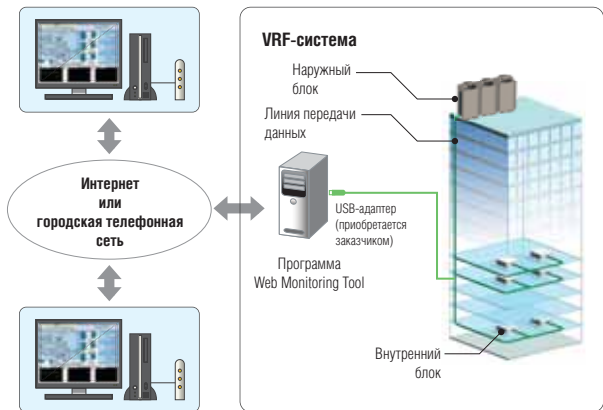 VRF-система
Наружный
блок
Линия передачи
данных
Интернет
или
городская телефонная
сеть
USB-адаптер
(приобретается
заказчиком)
Программа
Web Monitoring Tool
Внутренний
блок